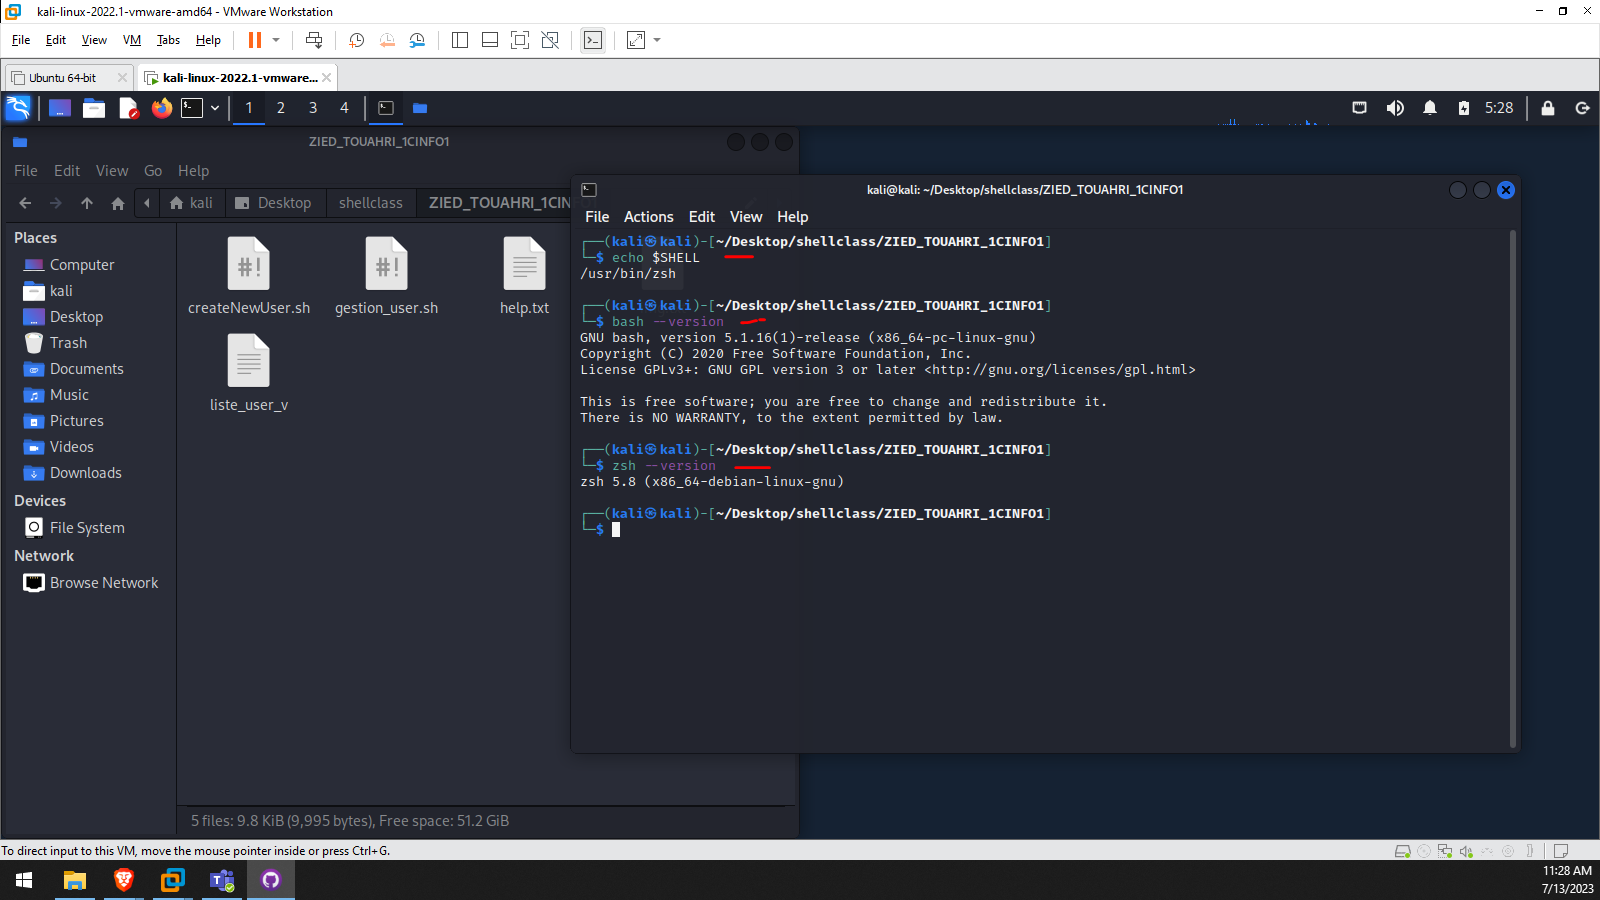 kali-linux-2022.1-vmware-amd64 - VMware Workstation
File Edit View VM Tabs Help
Ubuntu 64-bit
kali-linux-2022.1-vmware...
1 2 3 4
5:28
ZIED_TOUAHRI_1CINFO1
File Edit View Go Help
kali Desktop shellclass ZIED_TOUAHRI_1CINF
Places
Computer
kali
Desktop
Trash
Documents
Music
Pictures
Videos
Downloads
Devices
File System
Network
Browse Network
#! #!
createNewUser.sh gestion_user.sh help.txt
liste_user_v
5 files: 9.8 KiB (9,995 bytes), Free space: 51.2 GiB
kali@kali: ~/Desktop/shellclass/ZIED_TOUAHRI_1CINFO1
File Actions Edit View Help
┌──(kali㉿kali)-[~/Desktop/shellclass/ZIED_TOUAHRI_1CINFO1]
└─$ echo $SHELL
/usr/bin/zsh
┌──(kali㉿kali)-[~/Desktop/shellclass/ZIED_TOUAHRI_1CINFO1]
└─$ bash --version
GNU bash, version 5.1.16(1)-release (x86_64-pc-linux-gnu)
Copyright (C) 2020 Free Software Foundation, Inc.
License GPLv3+: GNU GPL version 3 or later <http://gnu.org/licenses/gpl.html>
This is free software; you are free to change and redistribute it.
There is NO WARRANTY, to the extent permitted by law.
┌──(kali㉿kali)-[~/Desktop/shellclass/ZIED_TOUAHRI_1CINFO1]
└─$ zsh --version
zsh 5.8 (x86_64-debian-linux-gnu)
┌──(kali㉿kali)-[~/Desktop/shellclass/ZIED_TOUAHRI_1CINFO1]
└─$
To direct input to this VM, move the mouse pointer inside or press Ctrl+G.
11:28 AM
7/13/2023